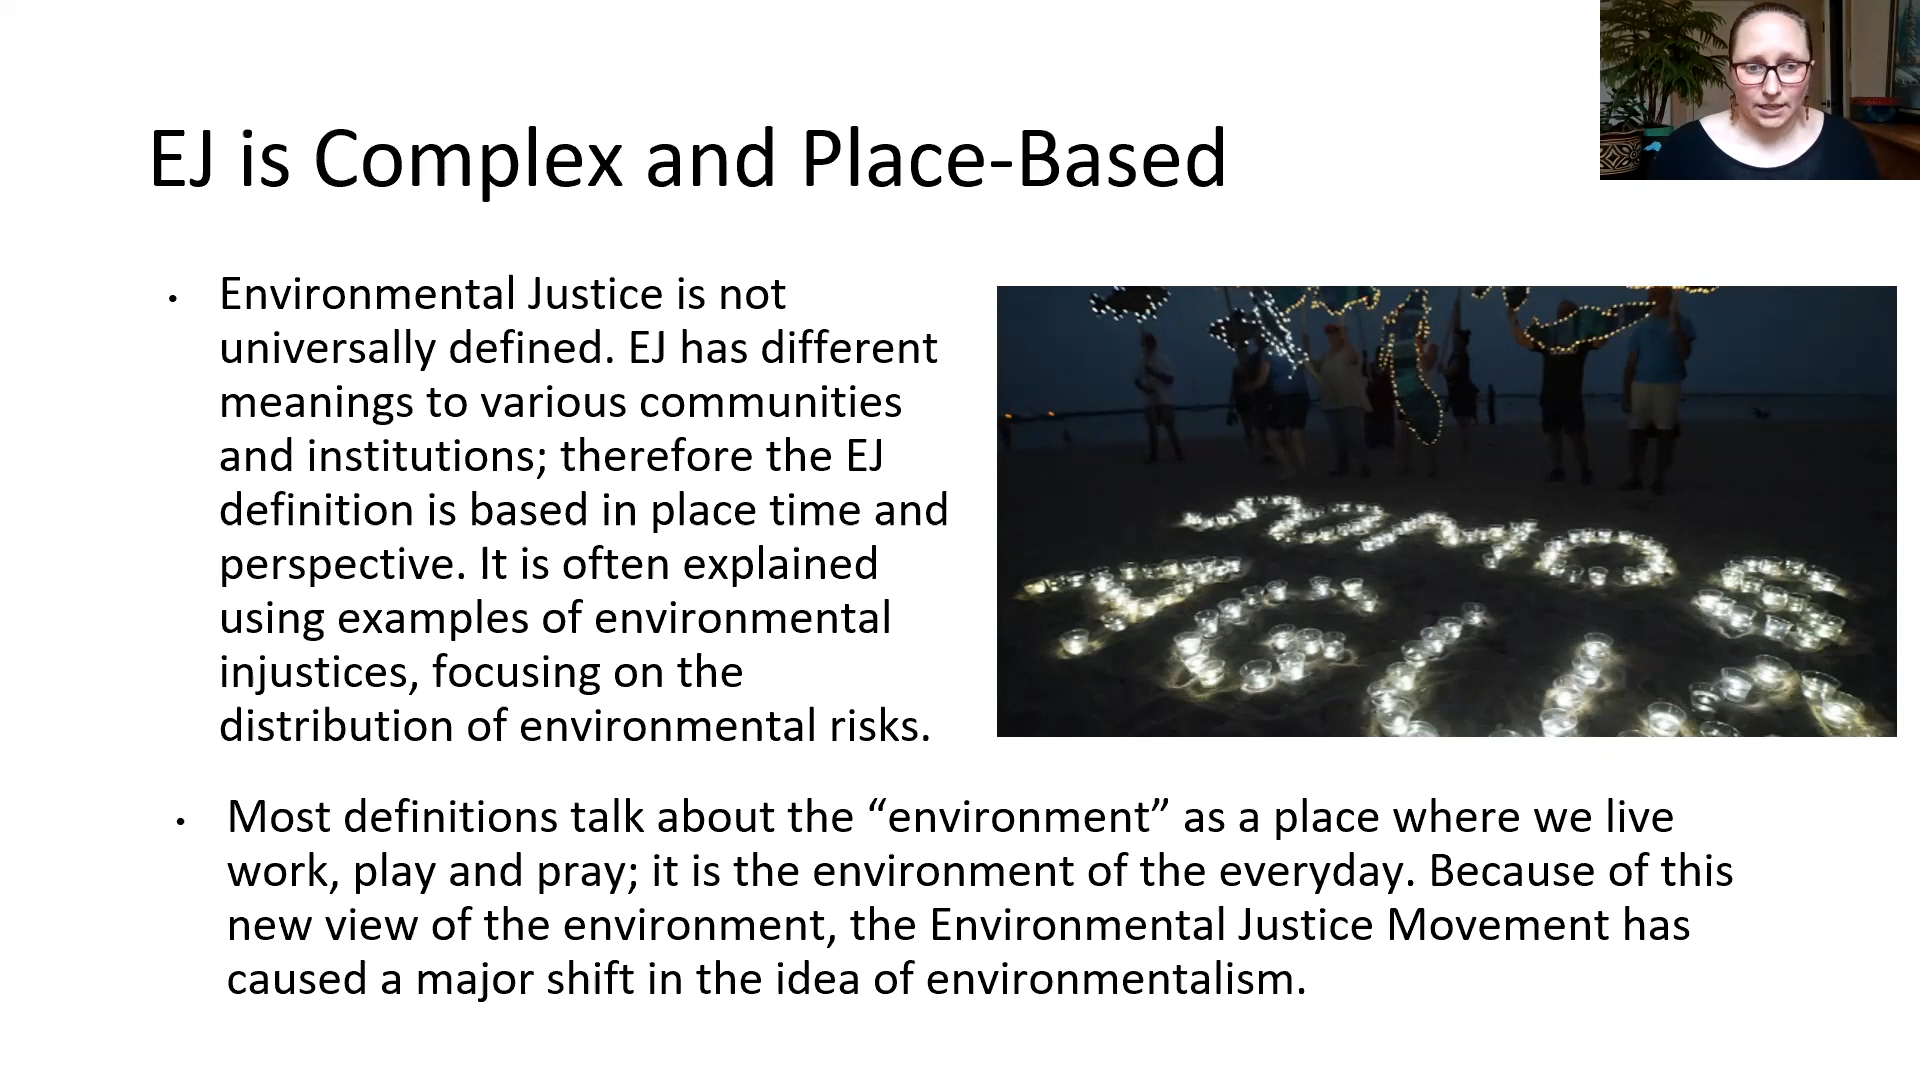 EJ is Complex and Place-Based
• Environmental Justice is not
universally defined. EJ has different
meanings to various communities
and institutions; therefore the EJ
definition is based in place time and
perspective. It is often explained
using examples of environmental
injustices, focusing on the
distribution of environmental risks.
SOMOS
AGUA
• Most definitions talk about the “environment” as a place where we live
work, play and pray; it is the environment of the everyday. Because of this
new view of the environment, the Environmental Justice Movement has
caused a major shift in the idea of environmentalism.